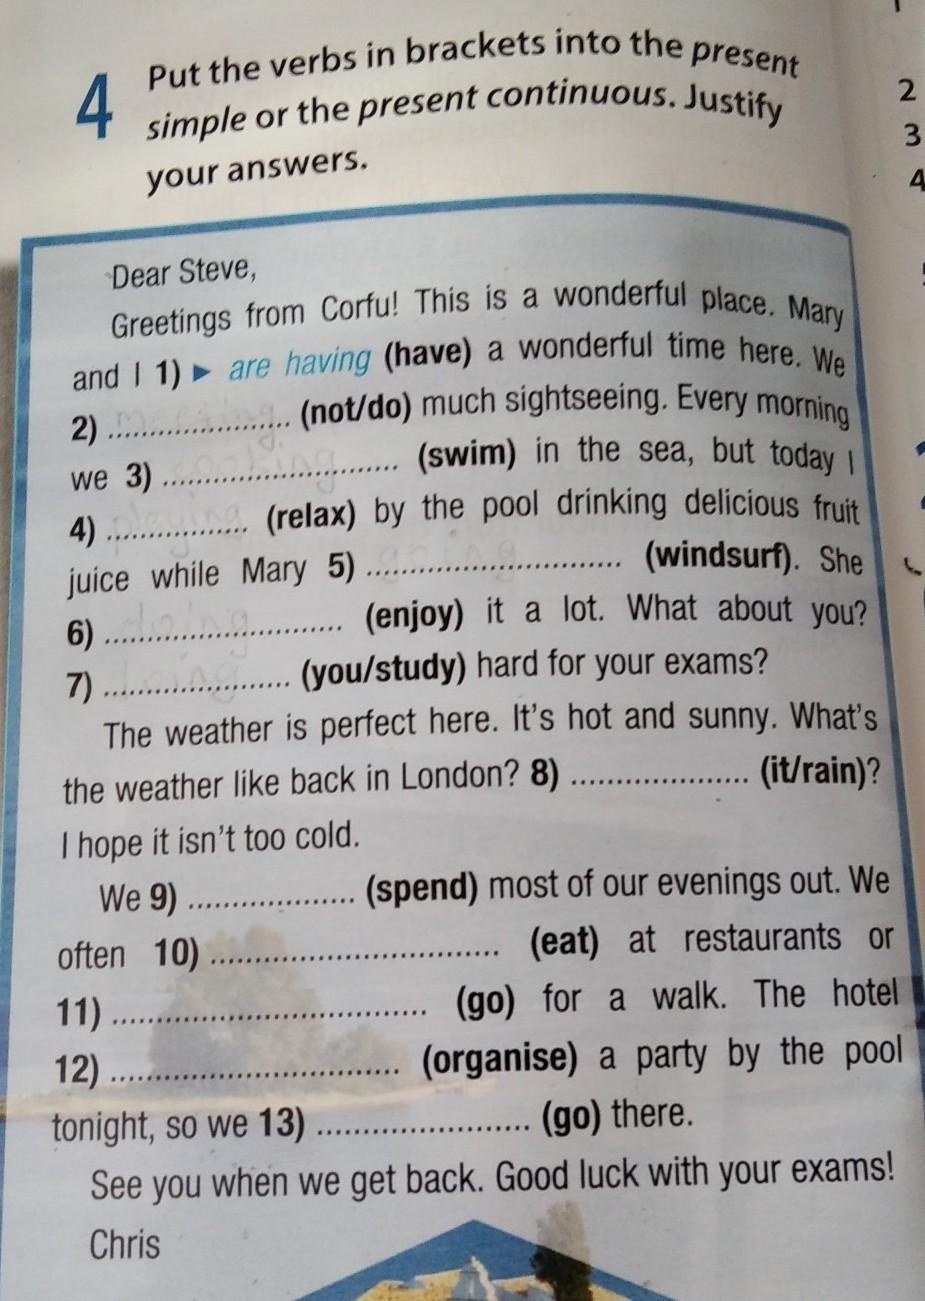 4 Put the verbs in brackets into the present
simple or the present continuous. Justify
your answers.
Dear Steve,
Greetings from Corfu! This is a wonderful place. Mary
and I 1) ► are having (have) a wonderful time here. We
2) .................... (not/do) much sightseeing. Every morning
we 3) .......................... (swim) in the sea, but today I
4) ................ (relax) by the pool drinking delicious fruit
juice while Mary 5) ............................ (windsurf). She
6) .......................... (enjoy) it a lot. What about you?
7) ..................... (you/study) hard for your exams?
The weather is perfect here. It's hot and sunny. What's
the weather like back in London? 8) .................... (it/rain)?
I hope it isn't too cold.
We 9) .................. (spend) most of our evenings out. We
often 10) ................................ (eat) at restaurants or
11) .................................. (go) for a walk. The hotel
12) ............................... (organise) a party by the pool
tonight, so we 13) ....................... (go) there.
See you when we get back. Good luck with your exams!
Chris
2
3
4